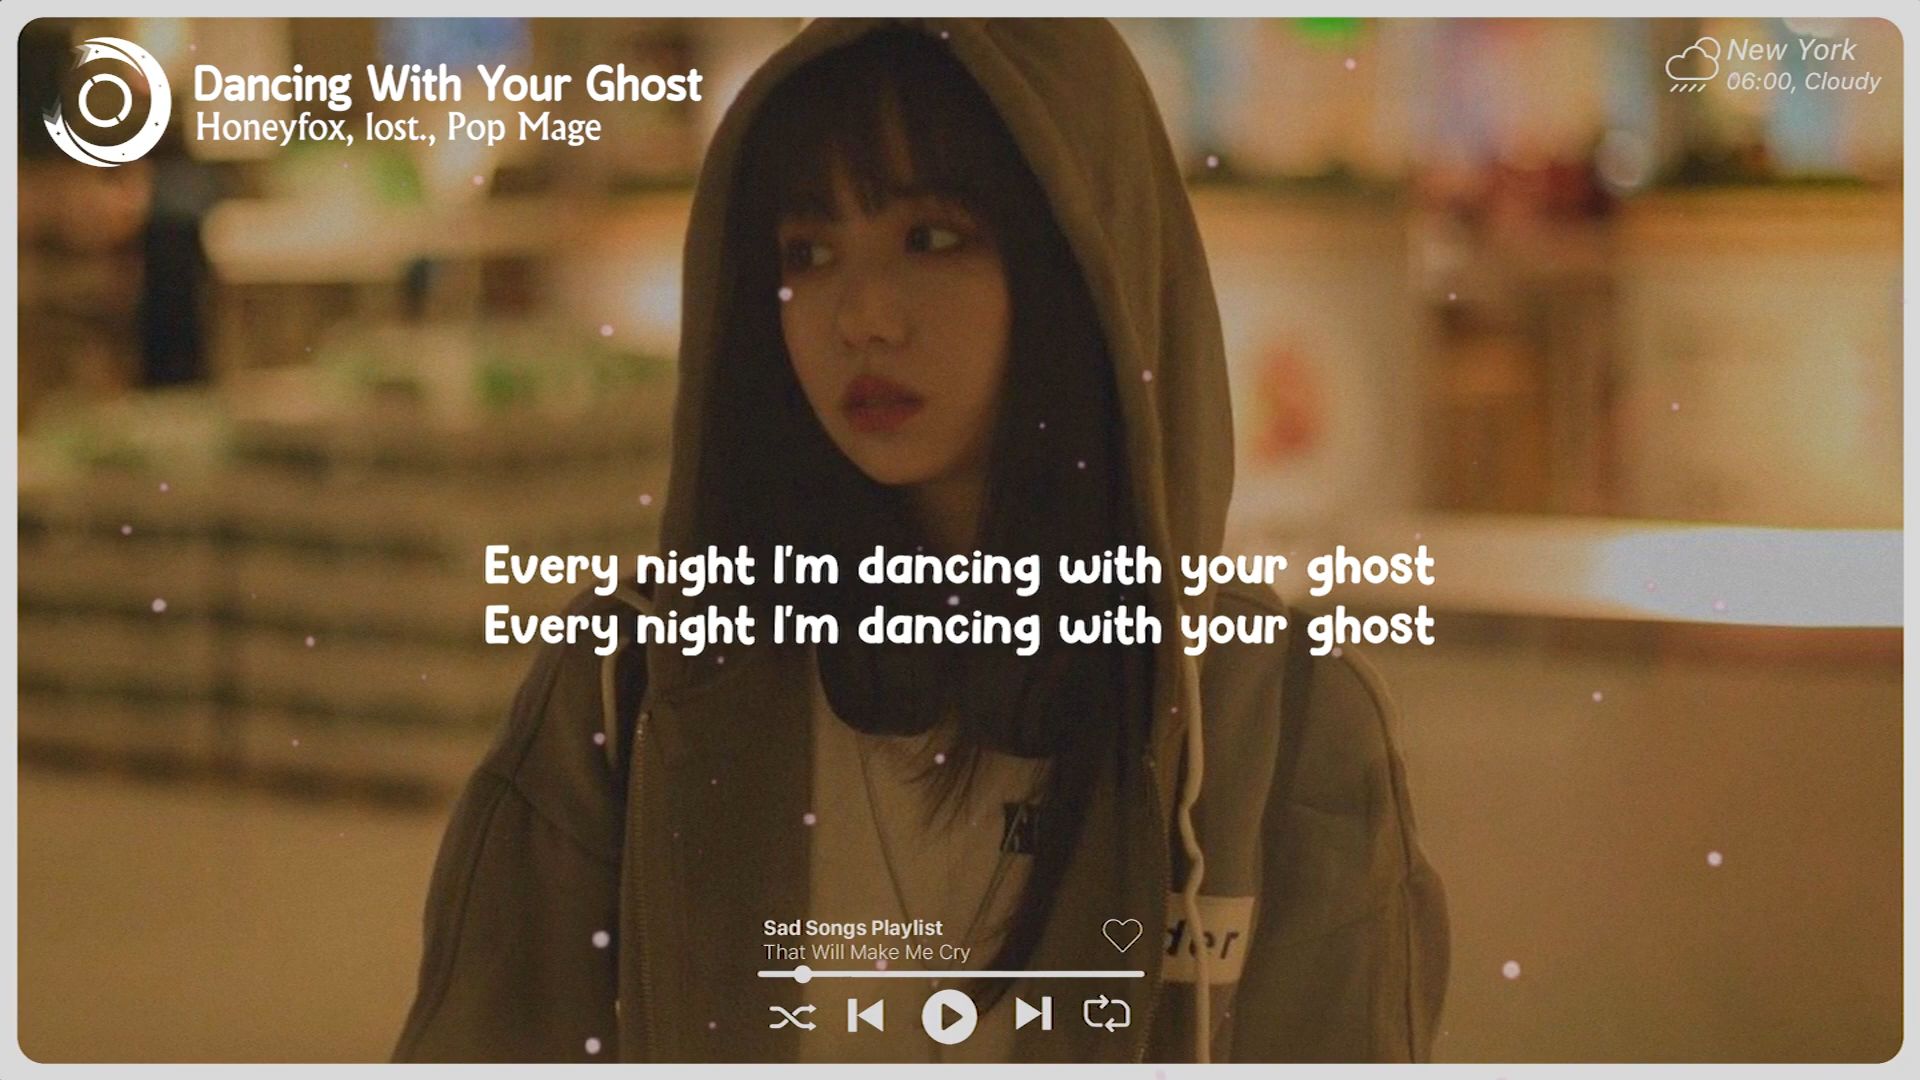 Dancing With Your Ghost
Honeyfox, lost., Pop Mage
New York
06:00, Cloudy
Every night I'm dancing with your ghost
Every night I'm dancing with your ghost
der
Sad Songs Playlist
That Will Make Me Cry